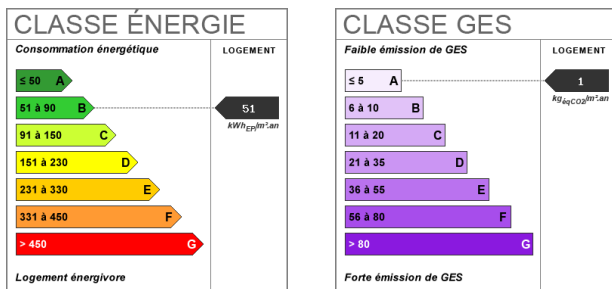 CLASSE ÉNERGIE
Consommation énergétique
LOGEMENT
≤ 50 A
51 à 90 B
51
kWhEP/m².an
91 à 150 C
151 à 230 D
231 à 330 E
331 à 450 F
> 450 G
Logement énergivore
CLASSE GES
Faible émission de GES
LOGEMENT
≤ 5 A
1
kgéqCO2/m².an
6 à 10 B
11 à 20 C
21 à 35 D
36 à 55 E
56 à 80 F
> 80 G
Forte émission de GES